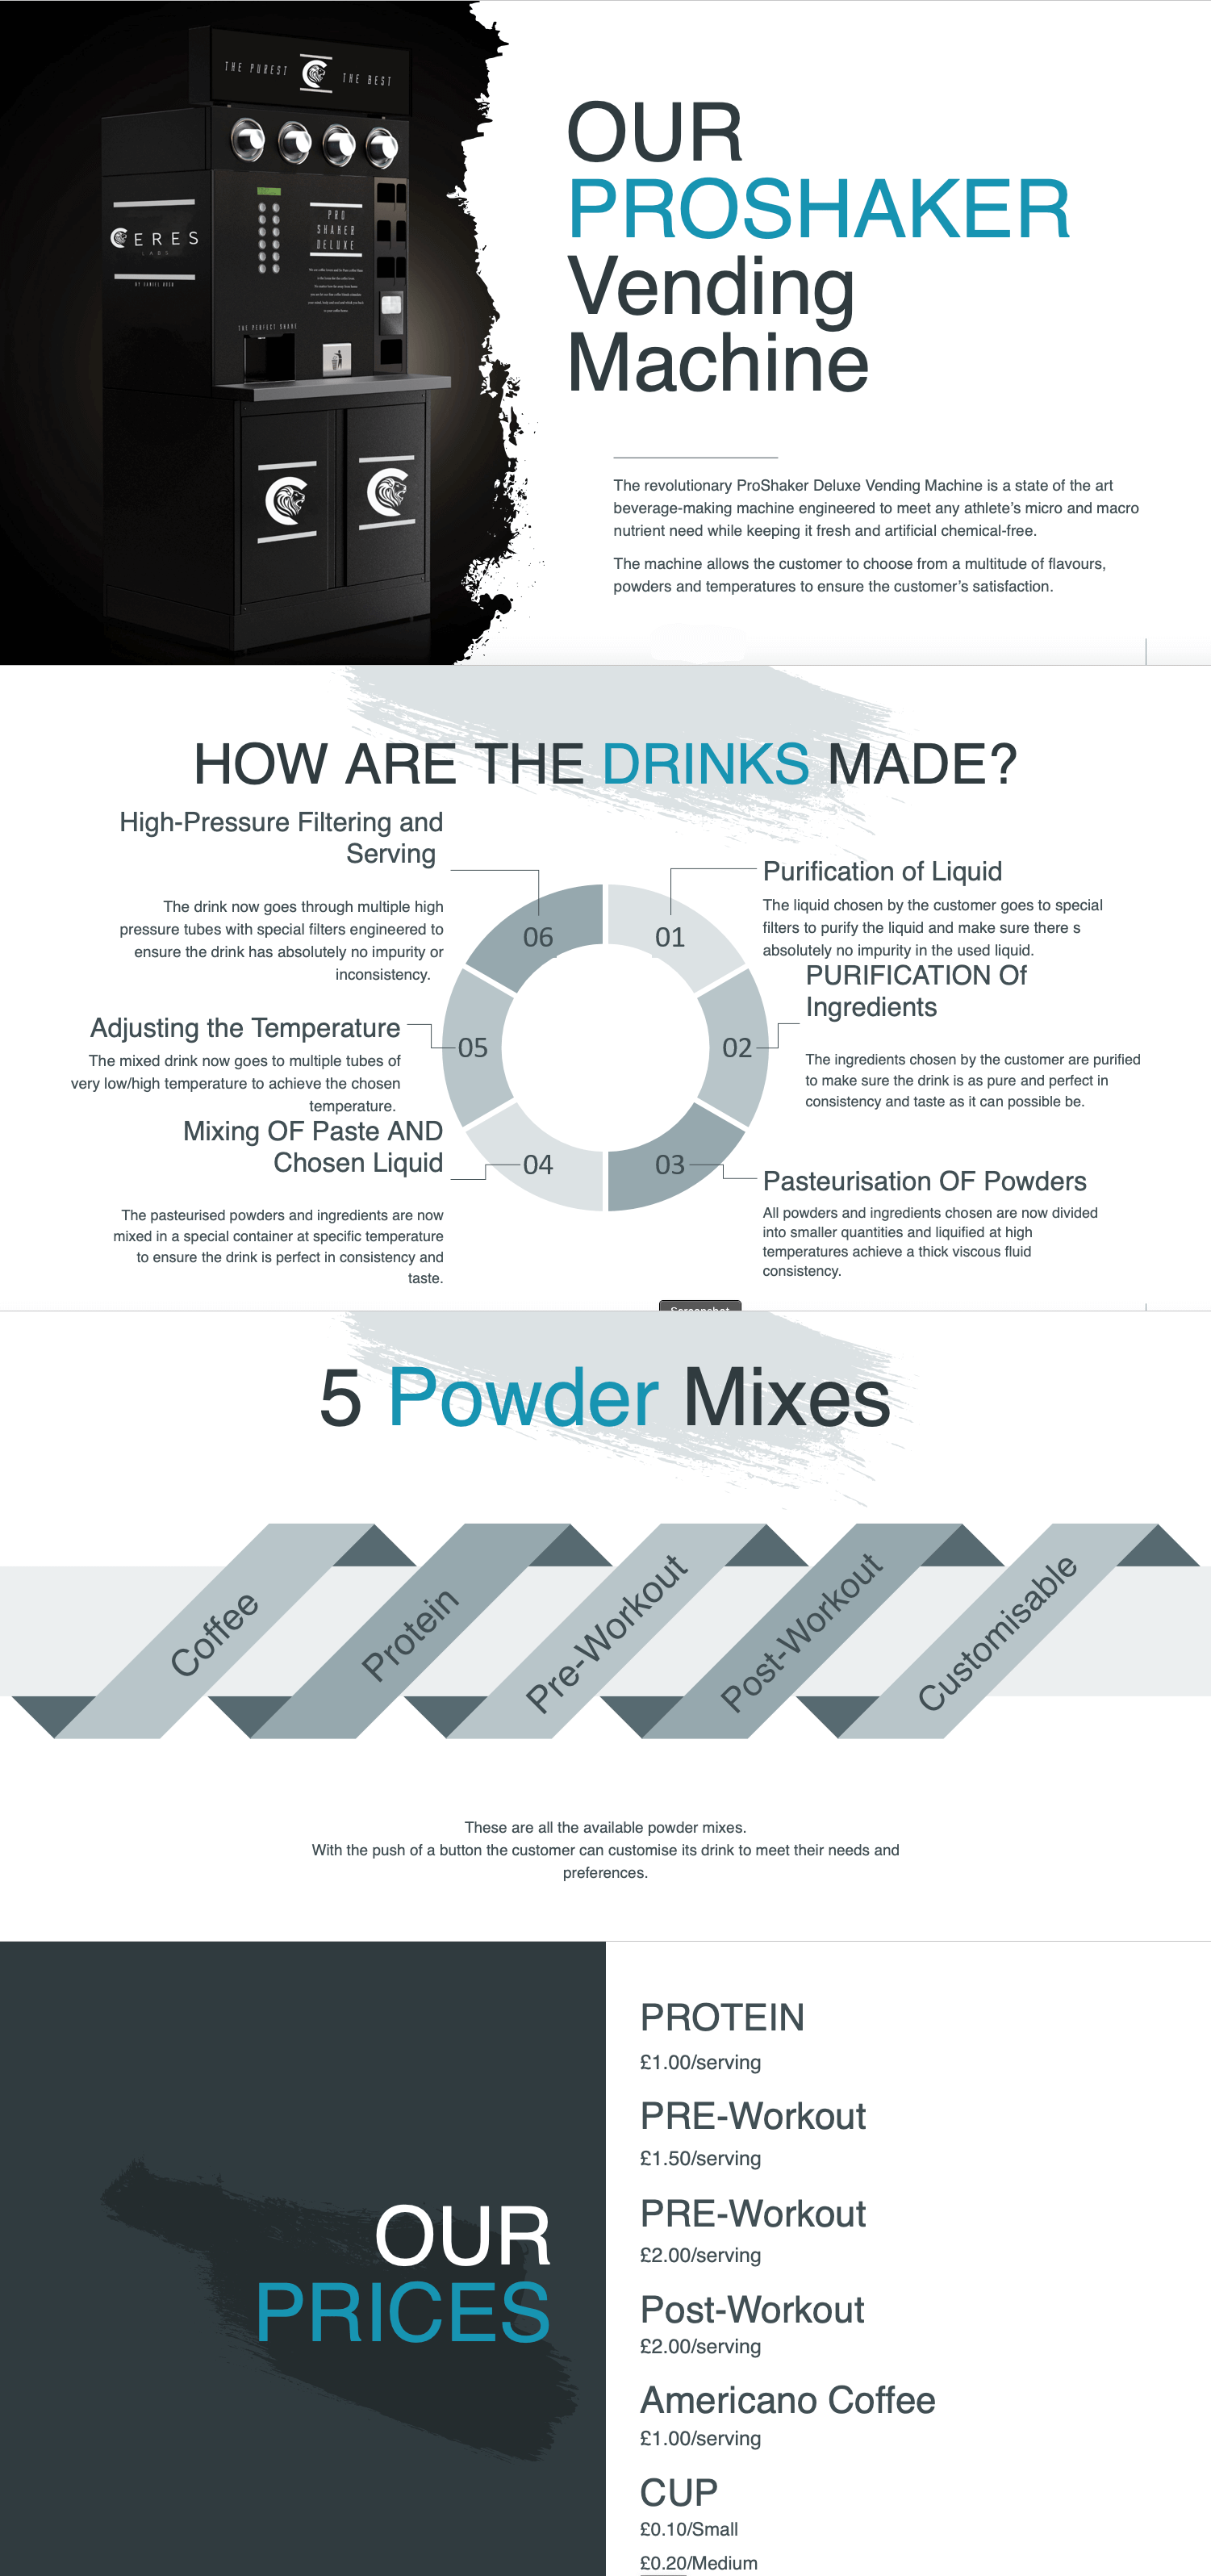 THE PUREST
THE BEST
CERES
LABS
PRO
SHAKER
DELUXE
THE PERFECT SHAKE
OUR
PROSHAKER
Vending
Machine
The revolutionary ProShaker Deluxe Vending Machine is a state of the art
beverage-making machine engineered to meet any athlete’s micro and macro
nutrient need while keeping it fresh and artificial chemical-free.
The machine allows the customer to choose from a multitude of flavours,
powders and temperatures to ensure the customer’s satisfaction.
HOW ARE THE DRINKS MADE?
High-Pressure Filtering and
Serving
The drink now goes through multiple high
pressure tubes with special filters engineered to
ensure the drink has absolutely no impurity or
inconsistency.
06
01
Purification of Liquid
The liquid chosen by the customer goes to special
filters to purify the liquid and make sure there s
absolutely no impurity in the used liquid.
PURIFICATION Of
Ingredients
The ingredients chosen by the customer are purified
to make sure the drink is as pure and perfect in
consistency and taste as it can possible be.
Adjusting the Temperature
The mixed drink now goes to multiple tubes of
very low/high temperature to achieve the chosen
temperature.
05
02
Mixing OF Paste AND
Chosen Liquid
The pasteurised powders and ingredients are now
mixed in a special container at specific temperature
to ensure the drink is perfect in consistency and
taste.
04
03
Pasteurisation OF Powders
All powders and ingredients chosen are now divided
into smaller quantities and liquified at high
temperatures achieve a thick viscous fluid
consistency.
5 Powder Mixes
Coffee
Protein
Pre-Workout
Post-Workout
Customisable
These are all the available powder mixes.
With the push of a button the customer can customise its drink to meet their needs and
preferences.
OUR
PRICES
PROTEIN
£1.00/serving
PRE-Workout
£1.50/serving
PRE-Workout
£2.00/serving
Post-Workout
£2.00/serving
Americano Coffee
£1.00/serving
CUP
£0.10/Small
£0.20/Medium